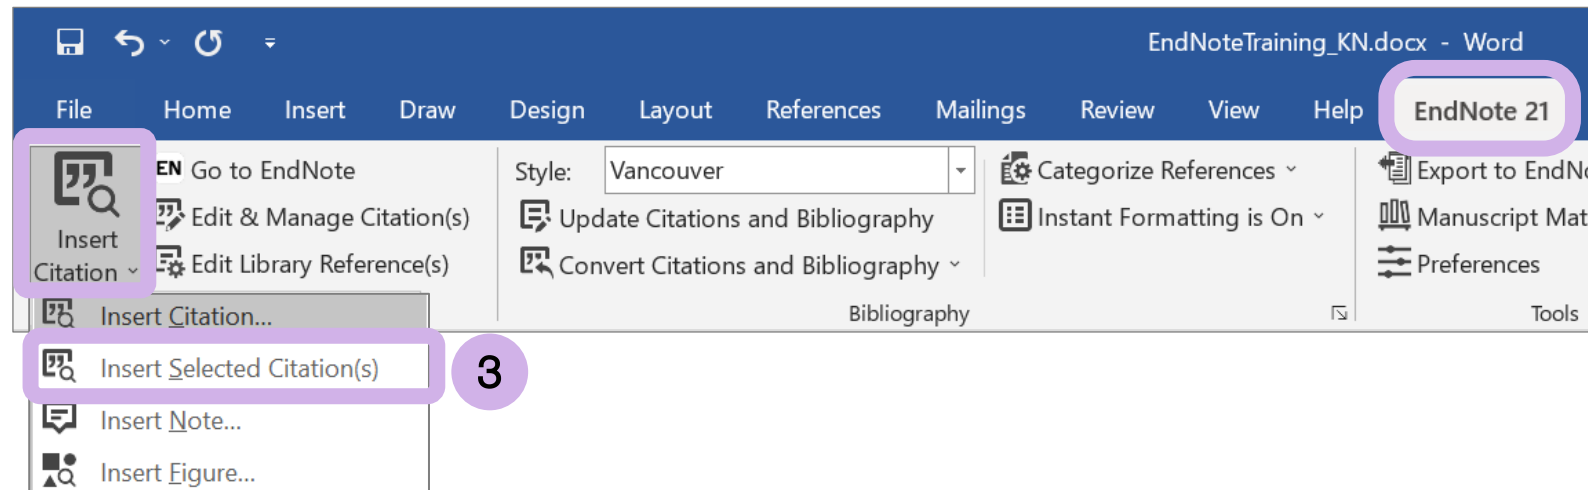 EndNoteTraining_KN.docx - Word
File Home Insert Draw Design Layout References Mailings Review View Help EndNote 21
Insert Citation
EN Go to EndNote
Edit & Manage Citation(s)
Edit Library Reference(s)
Style: Vancouver
Update Citations and Bibliography
Convert Citations and Bibliography
Categorize References
Instant Formatting is On
Bibliography
Export to EndNo
Manuscript Mat
Preferences
Tools
Insert Citation...
Insert Selected Citation(s)
3
Insert Note...
Insert Figure...